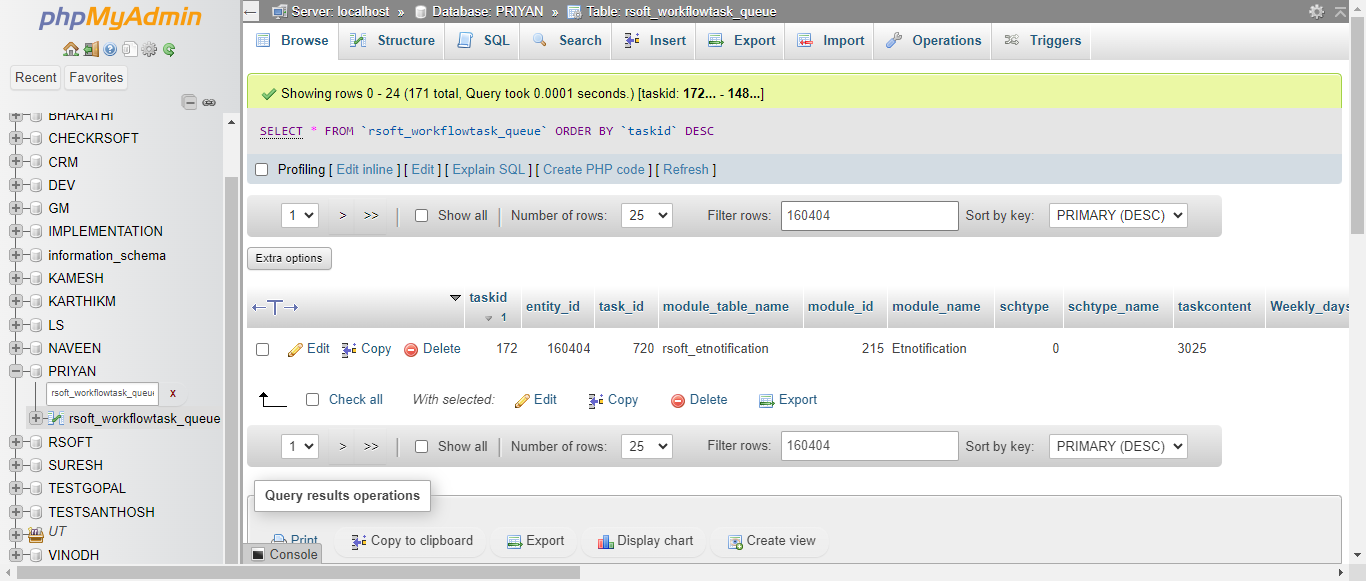 phpMyAdmin
Recent Favorites
BHARATHI
CHECKRSOFT
CRM
DEV
GM
IMPLEMENTATION
information_schema
KAMESH
KARTHIKM
LS
NAVEEN
PRIYAN
rsoft_workflowtask_queu X
rsoft_workflowtask_queue
RSOFT
SURESH
TESTGOPAL
TESTSANTHOSH
UT
VINODH
Server: localhost » Database: PRIYAN » Table: rsoft_workflowtask_queue
Browse Structure SQL Search Insert Export Import Operations Triggers
Showing rows 0 - 24 (171 total, Query took 0.0001 seconds.) [taskid: 172... - 148...]
SELECT * FROM `rsoft_workflowtask_queue` ORDER BY `taskid` DESC
Profiling [ Edit inline ] [ Edit ] [ Explain SQL ] [ Create PHP code ] [ Refresh ]
1 > >> Show all Number of rows: 25 Filter rows: 160404 Sort by key: PRIMARY (DESC)
Extra options
taskid 1 entity_id task_id module_table_name module_id module_name schtype schtype_name taskcontent Weekly_days
Edit Copy Delete 172 160404 720 rsoft_etnotification 215 Etnotification 0 3025
Check all With selected: Edit Copy Delete Export
1 > >> Show all Number of rows: 25 Filter rows: 160404 Sort by key: PRIMARY (DESC)
Query results operations
Print Copy to clipboard Export Display chart Create view
Console